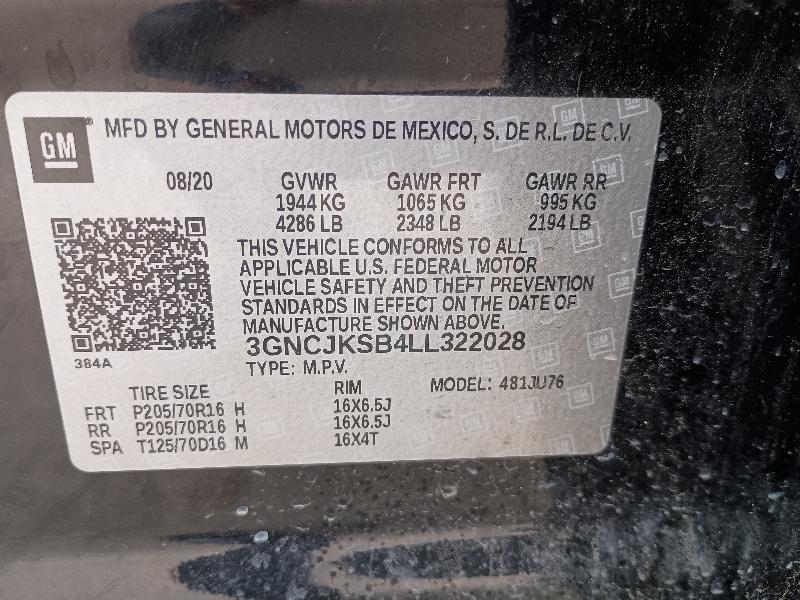 GM ® MFD BY GENERAL MOTORS DE MEXICO, S. DE R.L. DE C.V.
08/20 GVWR GAWR FRT GAWR RR
1944 KG 1065 KG 995 KG
4286 LB 2348 LB 2194 LB
THIS VEHICLE CONFORMS TO ALL
APPLICABLE U.S. FEDERAL MOTOR
VEHICLE SAFETY AND THEFT PREVENTION
STANDARDS IN EFFECT ON THE DATE OF
MANUFACTURE SHOWN ABOVE.
384A
3GNCJKSB4LL322028
TYPE: M.P.V. MODEL: 481JU76
TIRE SIZE RIM
FRT P205/70R16 H 16X6.5J
RR P205/70R16 H 16X6.5J
SPA T125/70D16 M 16X4T